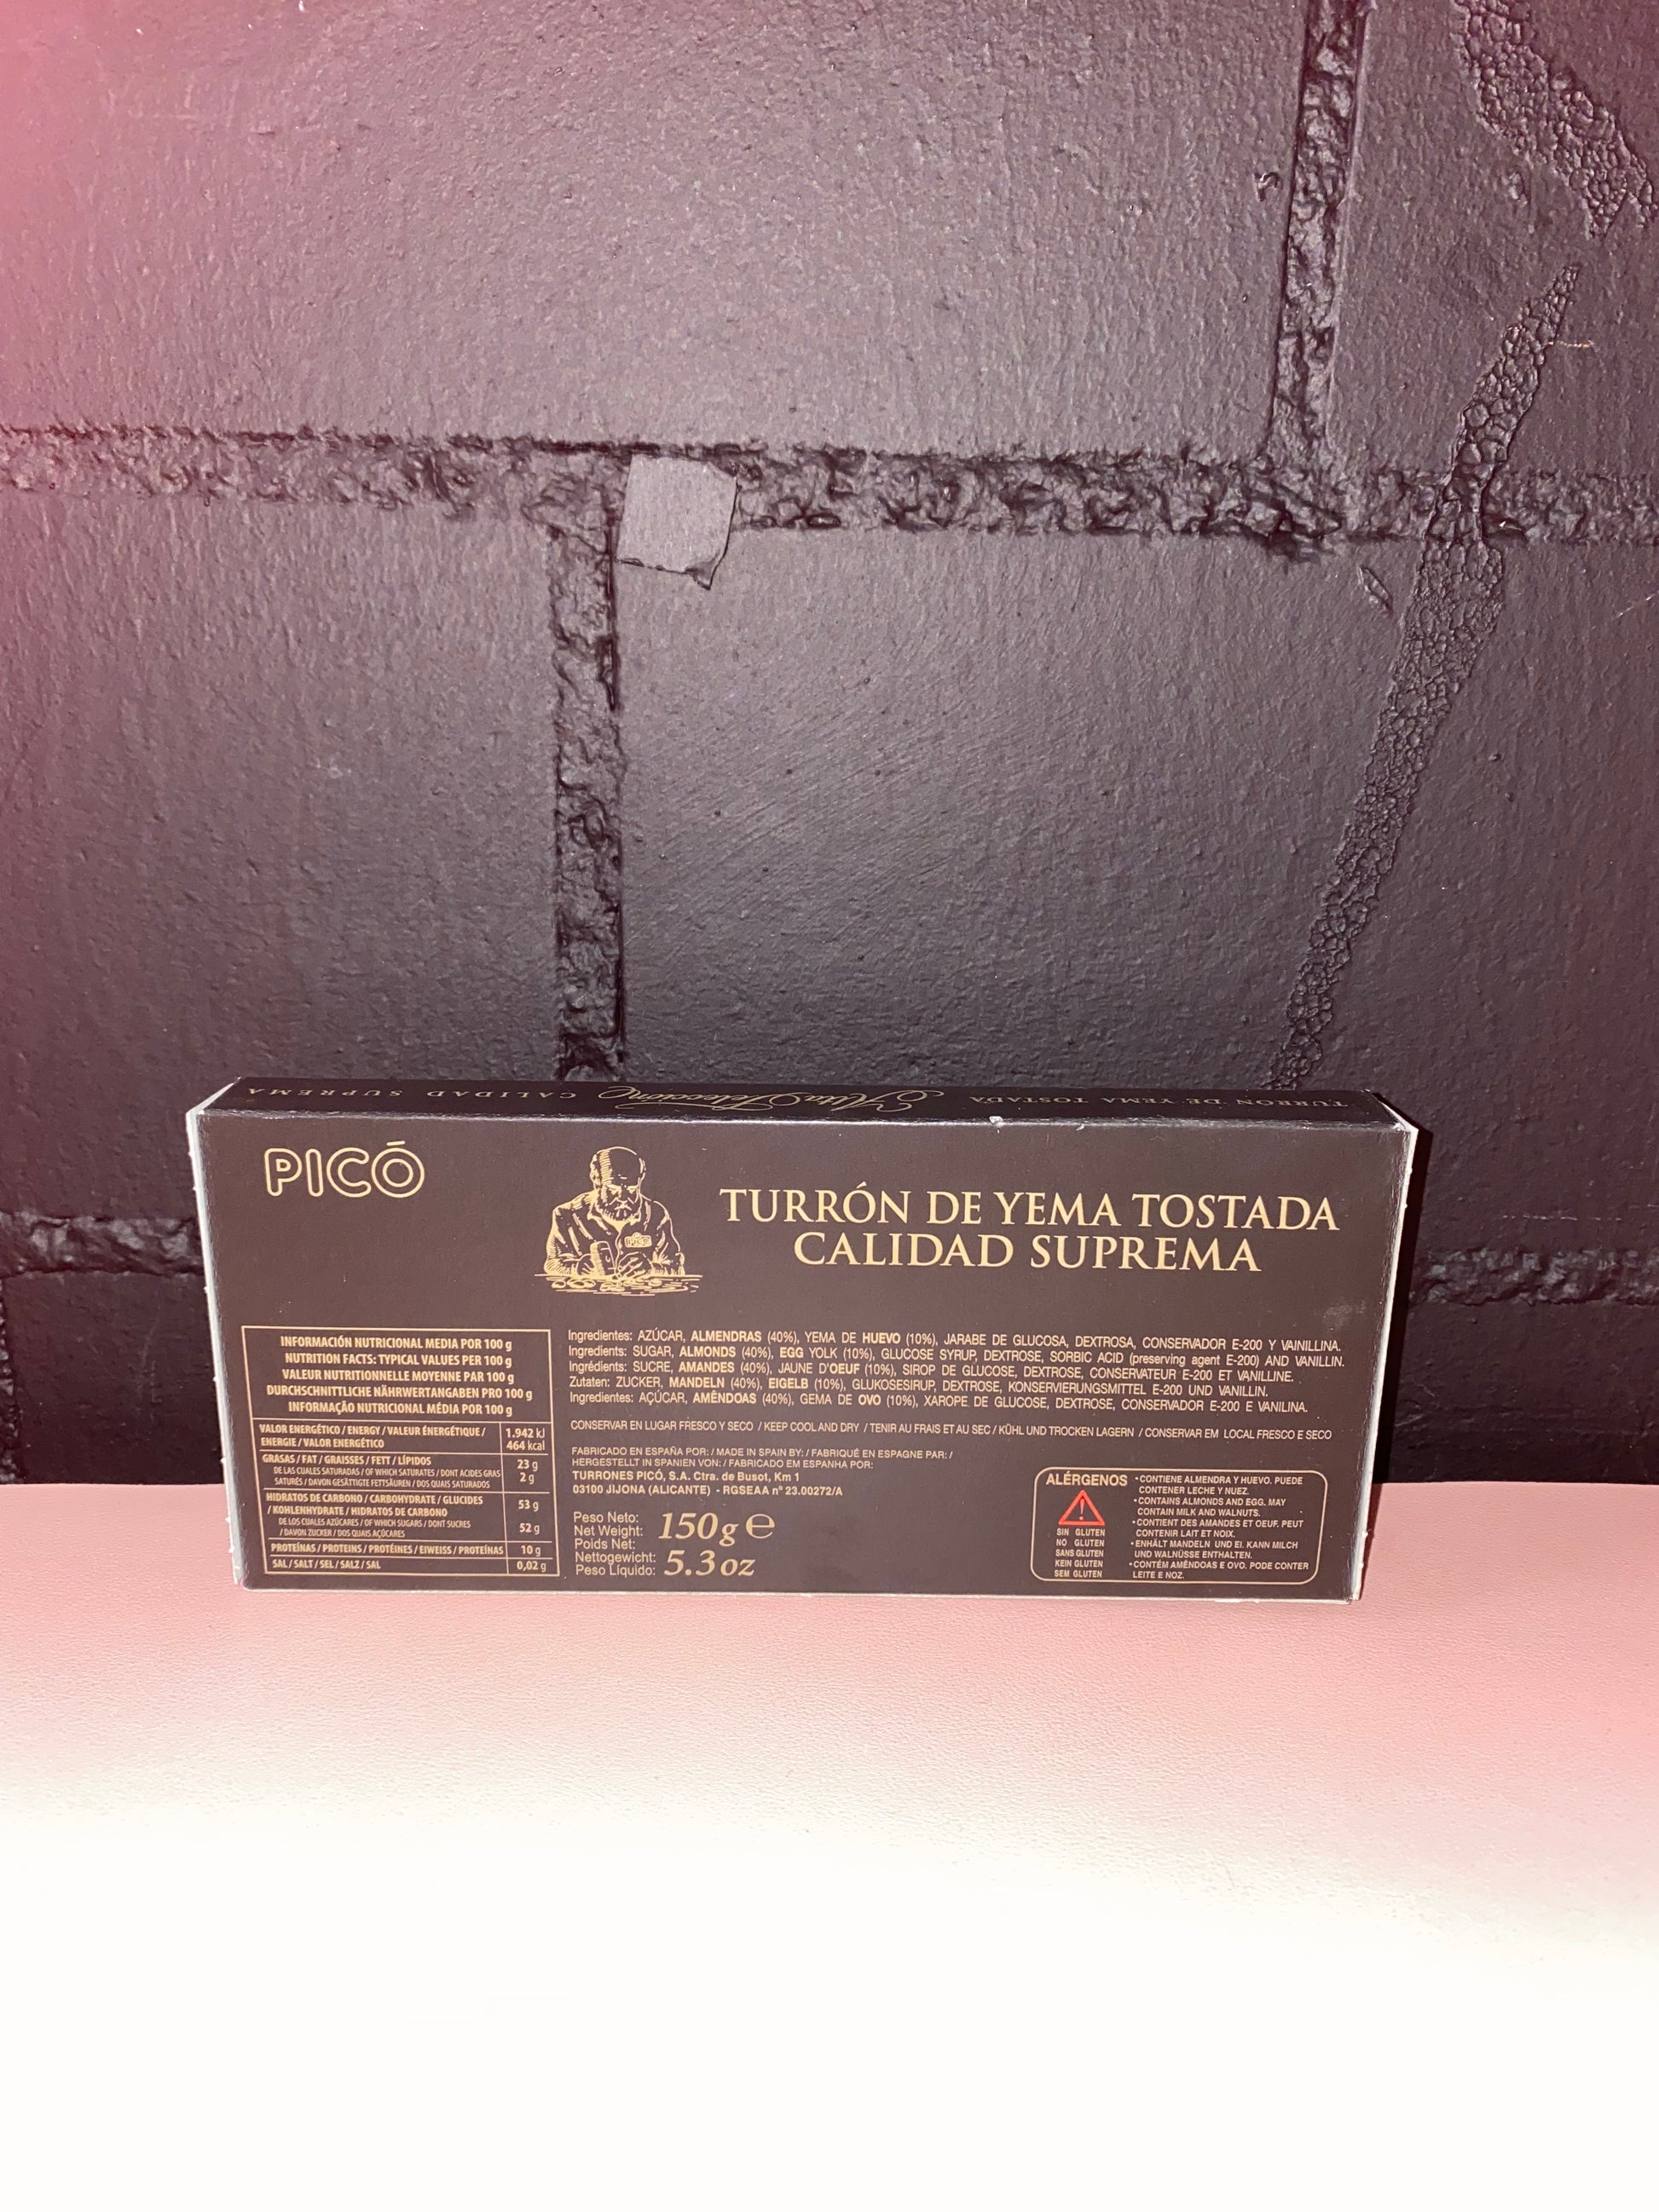 TURRÓN DE YEMA TOSTADA Alta Selección CALIDAD SUPREMA
PICÓ
TURRÓN DE YEMA TOSTADA
CALIDAD SUPREMA
INFORMACIÓN NUTRICIONAL MEDIA POR 100 g
NUTRITION FACTS: TYPICAL VALUES PER 100 g
VALEUR NUTRITIONNELLE MOYENNE PAR 100 g
DURCHSCHNITTLICHE NÄHRWERTANGABEN PRO 100 g
INFORMAÇÃO NUTRICIONAL MÉDIA POR 100 g
VALOR ENERGÉTICO / ENERGY / VALEUR ÉNERGÉTIQUE / 1.942 kJ
ENERGIE / VALOR ENERGÉTICO 464 kcal
GRASAS / FAT / GRAISSES / FETT / LÍPIDOS 23 g
DE LAS CUALES SATURADAS / OF WHICH SATURATES / DONT ACIDES GRAS 2 g
SATURÉS / DAVON GESÄTTIGTE FETTSÄUREN / DOS QUAIS SATURADOS
HIDRATOS DE CARBONO / CARBOHYDRATE / GLUCIDES 53 g
/ KOHLENHYDRATE / HIDRATOS DE CARBONO
DE LOS CUALES AZÚCARES / OF WHICH SUGARS / DONT SUCRES 52 g
/ DAVON ZUCKER / DOS QUAIS AÇÚCARES
PROTEÍNAS / PROTEINS / PROTÉINES / EIWEISS / PROTEÍNAS 10 g
SAL / SALT / SEL / SALZ / SAL 0,02 g
Ingredientes: AZÚCAR, ALMENDRAS (40%), YEMA DE HUEVO (10%), JARABE DE GLUCOSA, DEXTROSA, CONSERVADOR E-200 Y VAINILLINA.
Ingredients: SUGAR, ALMONDS (40%), EGG YOLK (10%), GLUCOSE SYRUP, DEXTROSE, SORBIC ACID (preserving agent E-200) AND VANILLIN.
Ingrédients: SUCRE, AMANDES (40%), JAUNE D'OEUF (10%), SIROP DE GLUCOSE, DEXTROSE, CONSERVATEUR E-200 ET VANILLINE.
Zutaten: ZUCKER, MANDELN (40%), EIGELB (10%), GLUKOSESIRUP, DEXTROSE, KONSERVIERUNGSMITTEL E-200 UND VANILLIN.
Ingredientes: AÇÚCAR, AMÊNDOAS (40%), GEMA DE OVO (10%), XAROPE DE GLUCOSE, DEXTROSE, CONSERVADOR E-200 E VANILINA.
CONSERVAR EN LUGAR FRESCO Y SECO / KEEP COOL AND DRY / TENIR AU FRAIS ET AU SEC / KÜHL UND TROCKEN LAGERN / CONSERVAR EM LOCAL FRESCO E SECO
FABRICADO EN ESPAÑA POR: / MADE IN SPAIN BY: / FABRIQUÉ EN ESPAGNE PAR: /
HERGESTELLT IN SPANIEN VON: / FABRICADO EM ESPANHA POR:
TURRONES PICÓ, S.A. Ctra. de Busot, Km 1
03100 JIJONA (ALICANTE) - RGSEAA nº 23.00272/A
Peso Neto:
Net Weight:
Poids Net:
Nettogewicht:
Peso Líquido:
150 g e
5.3 oz
ALÉRGENOS
SIN GLUTEN
NO GLUTEN
SANS GLUTEN
KEIN GLUTEN
SEM GLUTEN
• CONTIENE ALMENDRA Y HUEVO. PUEDE
CONTENER LECHE Y NUEZ.
• CONTAINS ALMONDS AND EGG. MAY
CONTAIN MILK AND WALNUTS.
• CONTIENT DES AMANDES ET OEUF. PEUT
CONTENIR LAIT ET NOIX.
• ENHÄLT MANDELN UND EI. KANN MILCH
UND WALNÜSSE ENTHALTEN.
• CONTÉM AMÊNDOAS E OVO. PODE CONTER
LEITE E NOZ.